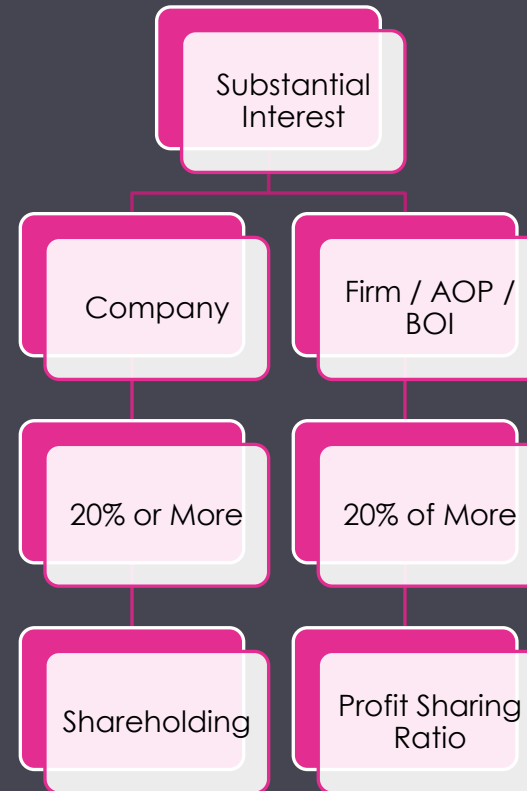 Substantial
Interest
Company
Firm / AOP /
BOI
20% or More
20% of More
Shareholding
Profit Sharing
Ratio